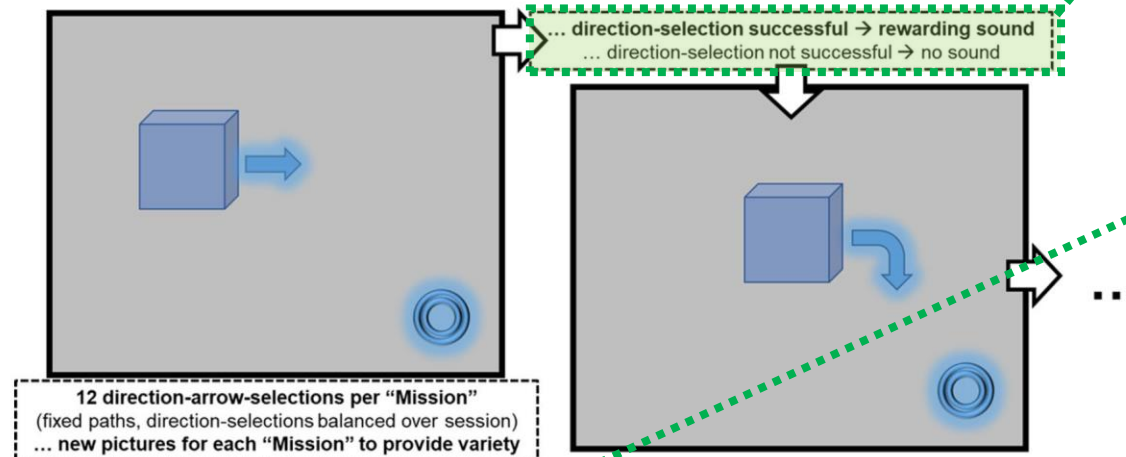 ... direction-selection successful → rewarding sound
... direction-selection not successful → no sound
..
12 direction-arrow-selections per “Mission”
(fixed paths, direction-selections balanced over session)
... new pictures for each “Mission” to provide variety